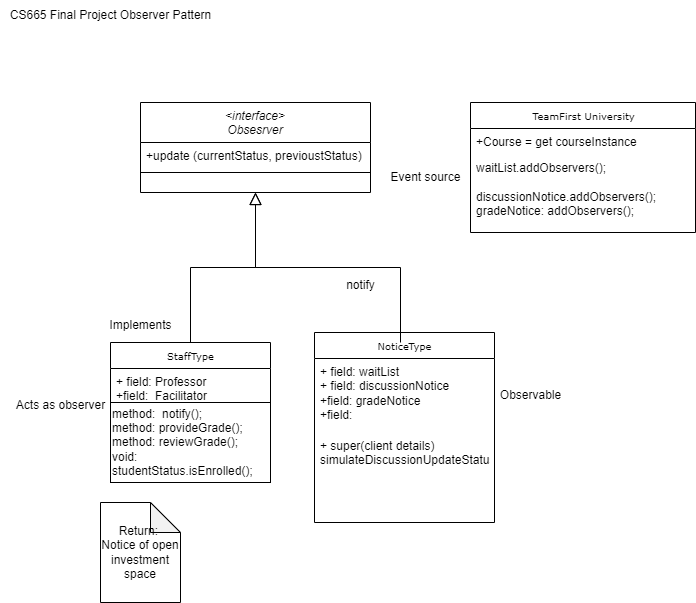 CS665 Final Project Observer Pattern
<interface>
Obsesrver
+update (currentStatus, previoustStatus)
TeamFirst University
+Course = get courseInstance
waitList.addObservers();
discussionNotice.addObservers();
gradeNotice: addObservers();
Event source
notify
Implements
StaffType
+ field: Professor
+field:  Facilitator
method:  notify();
method: provideGrade();
method: reviewGrade();
void:
studentStatus.isEnrolled();
Acts as observer
NoticeType
+ field: waitList
+ field: discussionNotice
+field: gradeNotice
+field:
+ super(client details)
simulateDiscussionUpdateStatu
Observable
Return:
Notice of open
investment
space